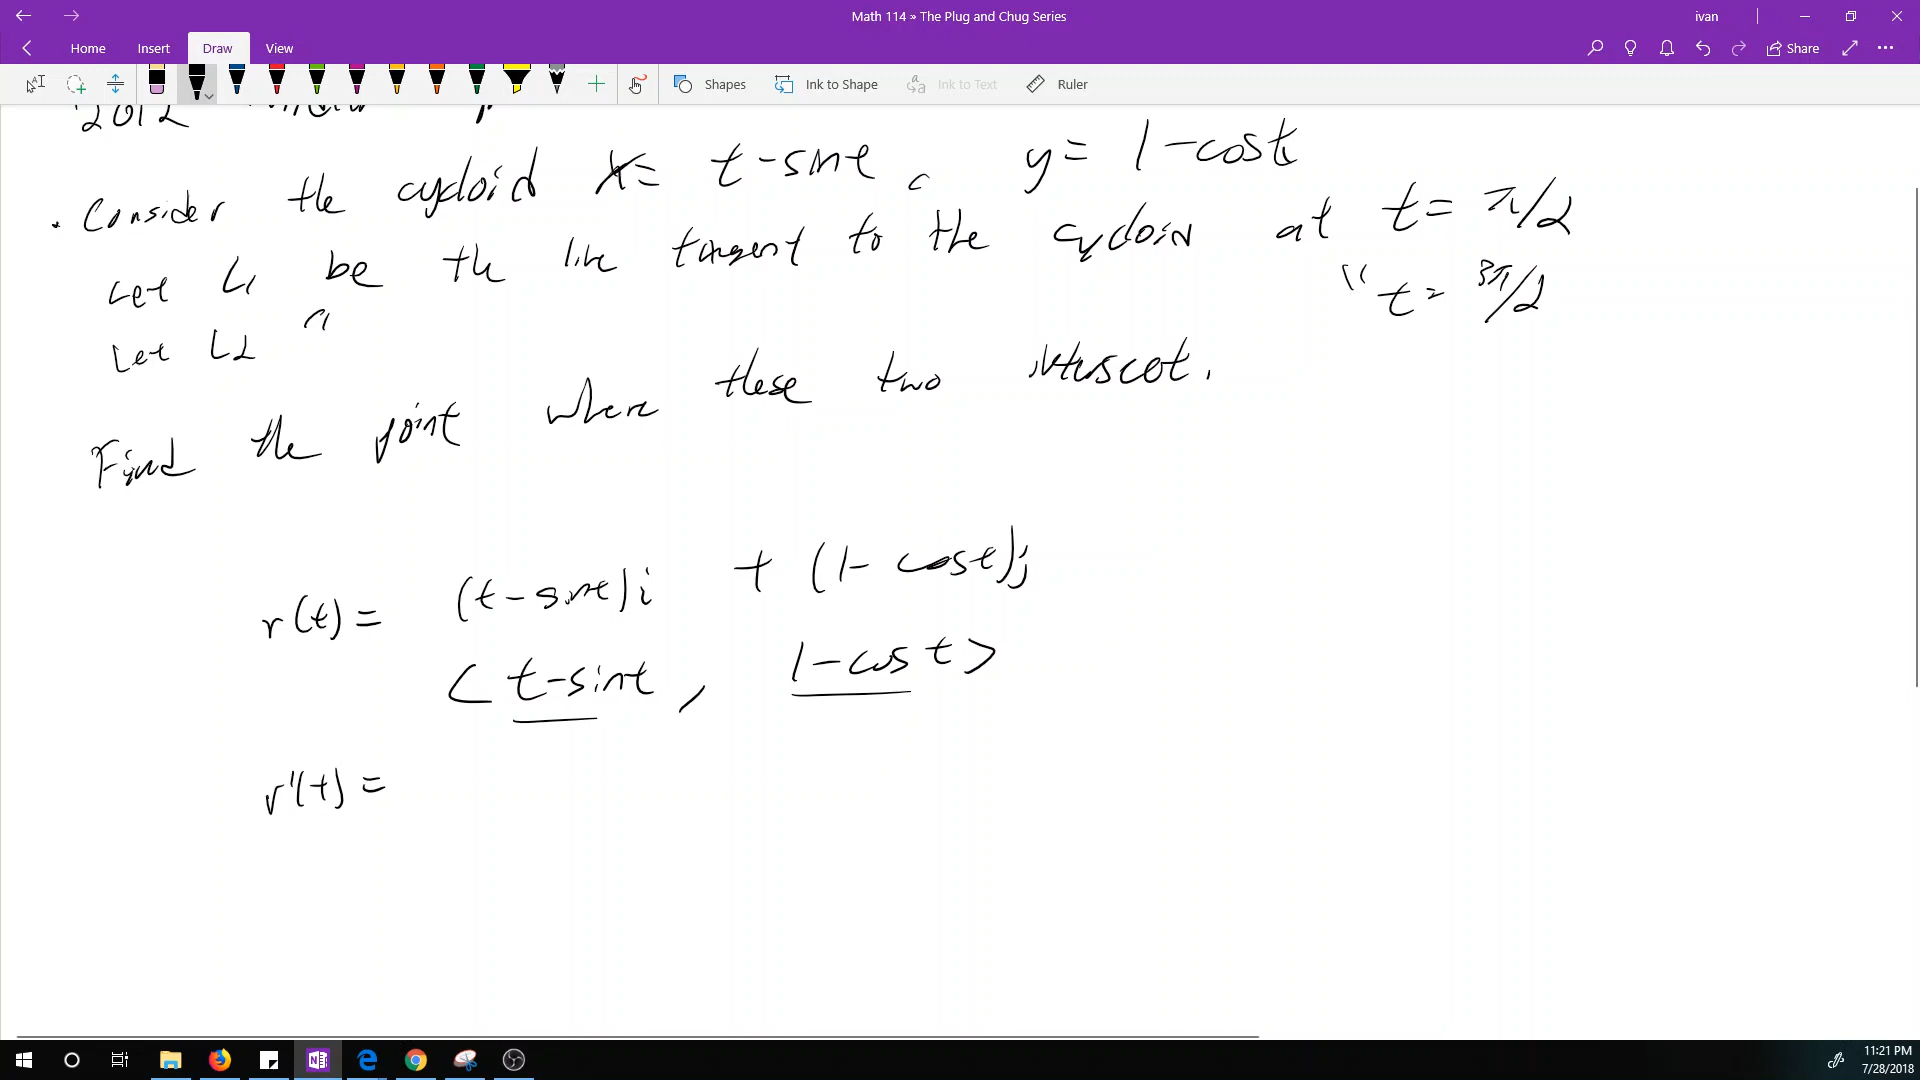 Math 114 » The Plug and Chug Series
ivan
Home Insert Draw View
Share
Shapes Ink to Shape Ink to Text Ruler
2012
. Consider the cycloid x= t-sint, y= 1-cost
Let L1 be the line tangent to the cycloid at t= π/2
Let L2 " " t= 3π/2
Find the point where these two intersect.
r(t)= (t-sint)i + (1-cost)j
< t-sint, 1-cost>
r'(t)=
11:21 PM
7/28/2018